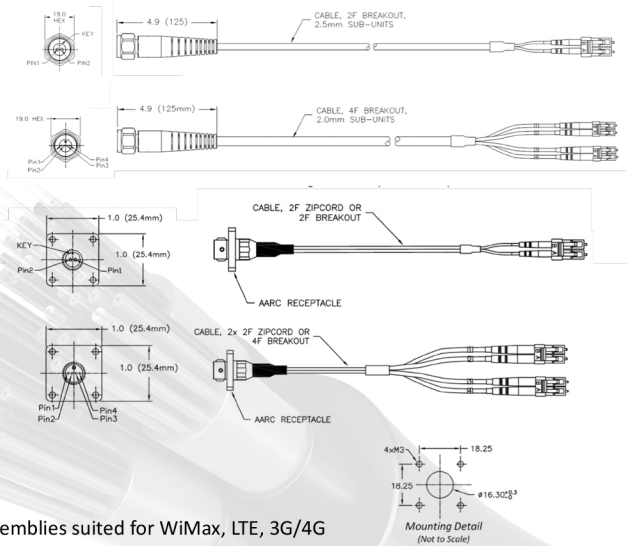 19.0
HEX
KEY
PIN1
PIN2
4.9 (125)
CABLE, 2F BREAKOUT,
2.5mm SUB-UNITS
19.0 HEX
Pin1
Pin2
Pin4
Pin3
4.9 (125mm)
CABLE, 4F BREAKOUT,
2.0mm SUB-UNITS
1.0 (25.4mm)
KEY
1.0 (25.4mm)
Pin2
Pin1
CABLE, 2F ZIPCORD OR
2F BREAKOUT
AARC RECEPTACLE
1.0 (25.4mm)
1.0 (25.4mm)
Pin1
Pin2
Pin4
Pin3
CABLE, 2x 2F ZIPCORD OR
4F BREAKOUT
AARC RECEPTACLE
4xM3
18.25
18.25
Mounting Detail
(Not to Scale)
emblies suited for WiMax, LTE, 3G/4G